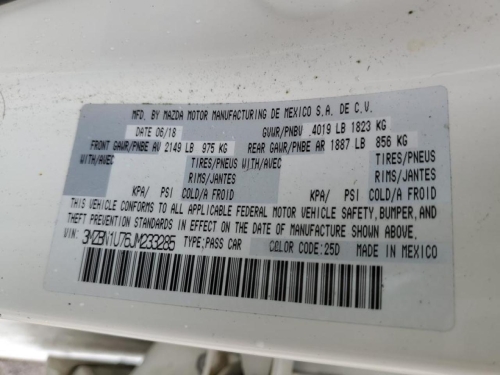 MFD. BY MAZDA MOTOR MANUFACTURING DE MEXICO S.A. DE C.V.
DATE 06/18 GVWR/PNBV .4019 LB 1823 KG
FRONT GAWR/PNBE AV 2149 LB 975 KG REAR GAWR/PNBE AR 1887 LB 856 KG
WITH/AVEC TIRES/PNEUS WITH/AVEC TIRES/PNEUS
RIMS/JANTES RIMS/JANTES
KPA/ PSI COLD/A FROID KPA/ PSI COLD/A FROID
THIS VEHICLE CONFORMS TO ALL APPLICABLE FEDERAL MOTOR VEHICLE SAFETY, BUMPER, AND
THEFT PREVENTION STANDARDS IN EFFECT ON THE DATE OF MANUFACTURE SHOWN ABOVE.
VIN: 3MZBN1U76JM233285 TYPE;PASS CAR COLOR CODE:25D MADE IN MEXICO